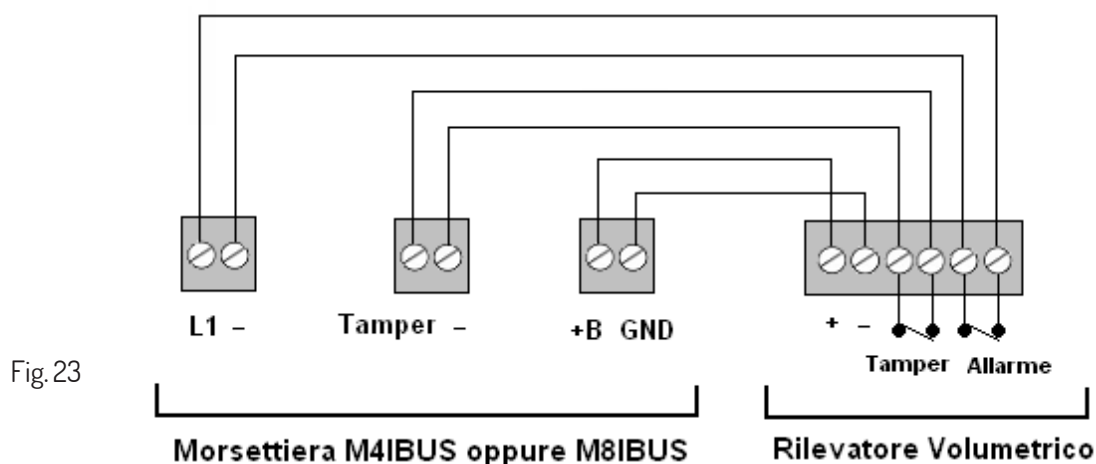 L1 – Tamper – +B GND + –
Tamper Allarme
Fig. 23
Morsettiera M4IBUS oppure M8IBUS Rilevatore Volumetrico